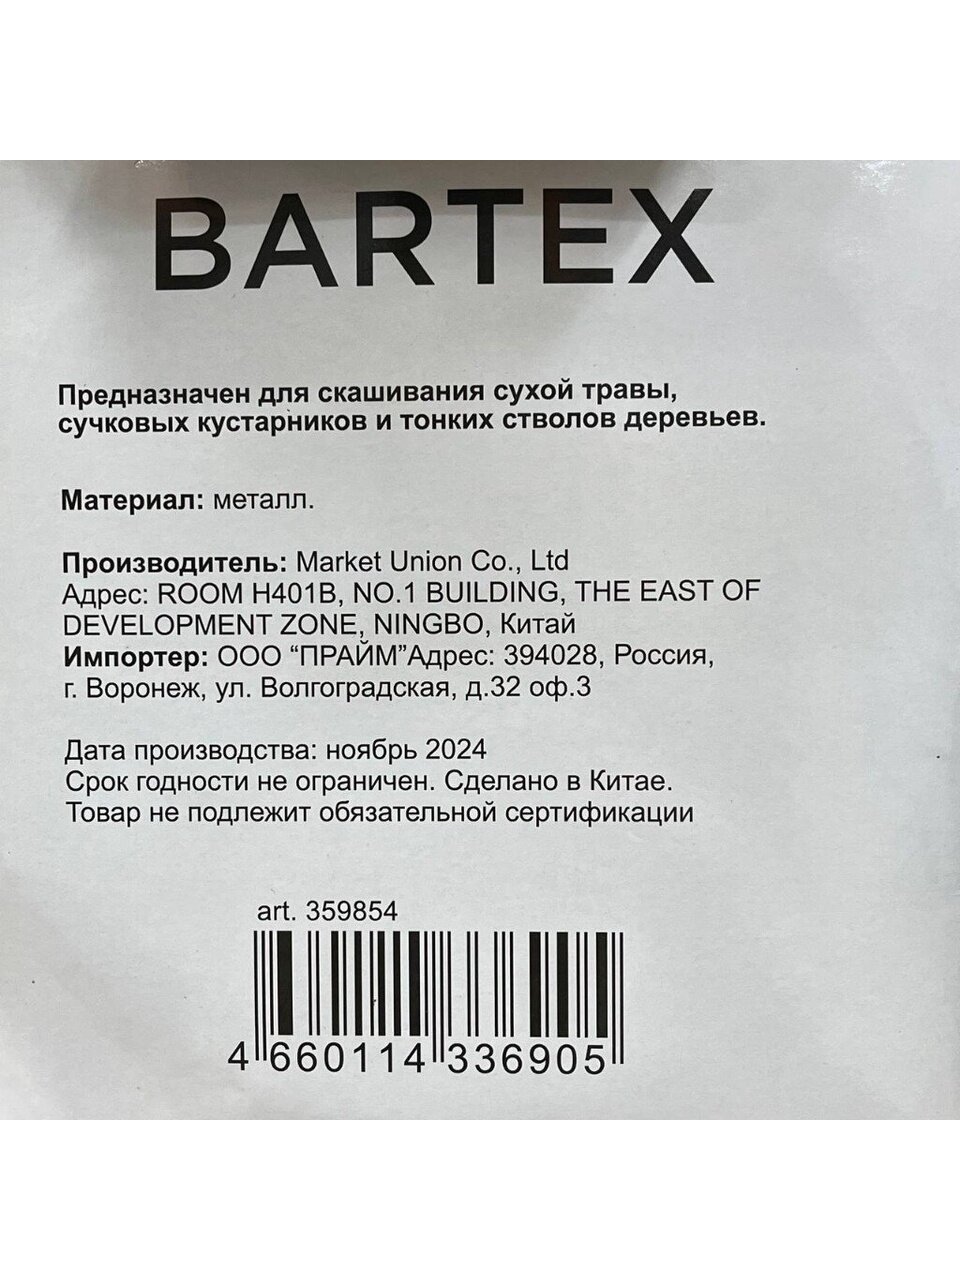 BARTEX
Предназначен для скашивания сухой травы,
сучковых кустарников и тонких стволов деревьев.
Материал: металл.
Производитель: Market Union Co., Ltd
Адрес: ROOM H401B, NO.1 BUILDING, THE EAST OF
DEVELOPMENT ZONE, NINGBO, Китай
Импортер: ООО “ПРАЙМ”Адрес: 394028, Россия,
г. Воронеж, ул. Волгоградская, д.32 оф.3
Дата производства: ноябрь 2024
Срок годности не ограничен. Сделано в Китае.
Товар не подлежит обязательной сертификации
art. 359854
4 660114 336905